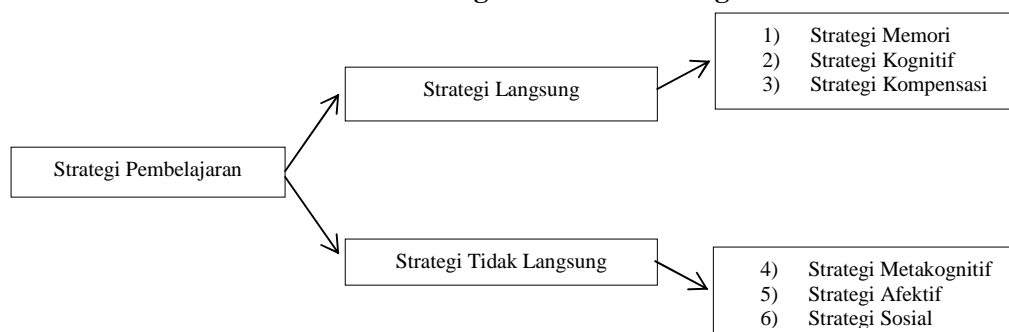 1) Strategi Memori
2) Strategi Kognitif
3) Strategi Kompensasi
Strategi Langsung
Strategi Pembelajaran
Strategi Tidak Langsung
4) Strategi Metakognitif
5) Strategi Afektif
6) Strategi Sosial